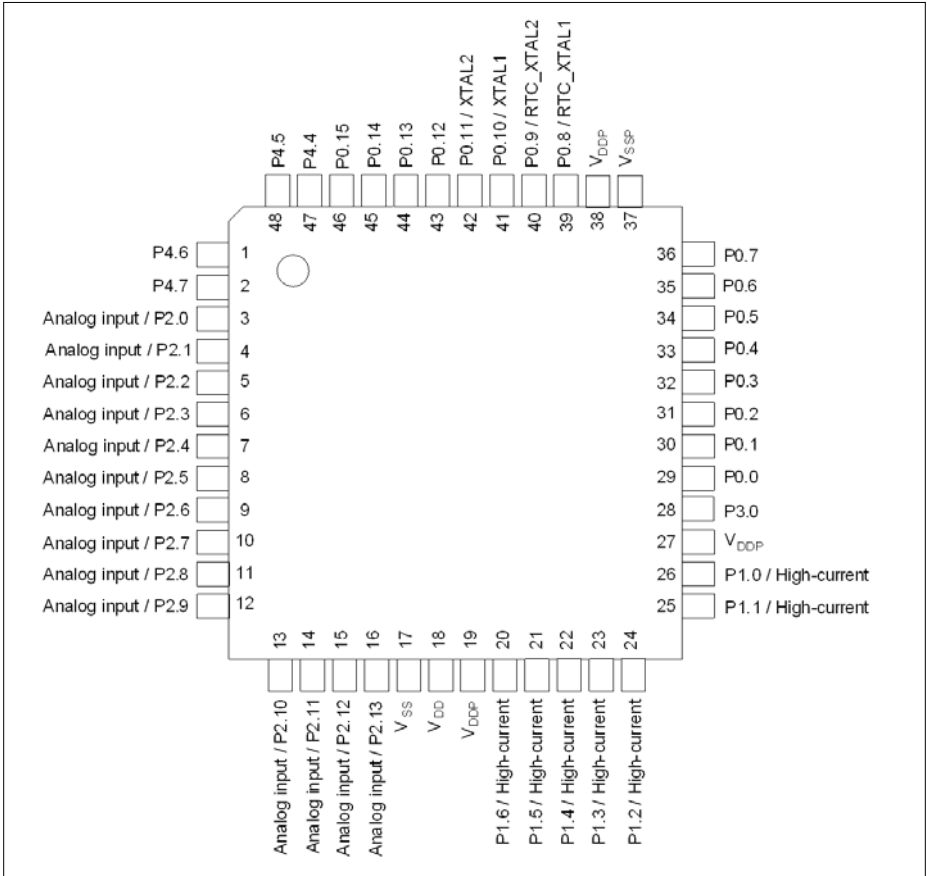 P4.5
P4.4
P0.15
P0.14
P0.13
P0.12
P0.11 / XTAL2
P0.10 / XTAL1
P0.9 / RTC_XTAL2
P0.8 / RTC_XTAL1
VDDP
VSSP
48
47
46
45
44
43
42
41
40
39
38
37
P4.6 1
P4.7 2
Analog input / P2.0 3
Analog input / P2.1 4
Analog input / P2.2 5
Analog input / P2.3 6
Analog input / P2.4 7
Analog input / P2.5 8
Analog input / P2.6 9
Analog input / P2.7 10
Analog input / P2.8 11
Analog input / P2.9 12
36 P0.7
35 P0.6
34 P0.5
33 P0.4
32 P0.3
31 P0.2
30 P0.1
29 P0.0
28 P3.0
27 VDDP
26 P1.0 / High-current
25 P1.1 / High-current
13
14
15
16
17
18
19
20
21
22
23
24
Analog input / P2.10
Analog input / P2.11
Analog input / P2.12
Analog input / P2.13
VSS
VDD
VDDP
P1.6 / High-current
P1.5 / High-current
P1.4 / High-current
P1.3 / High-current
P1.2 / High-current